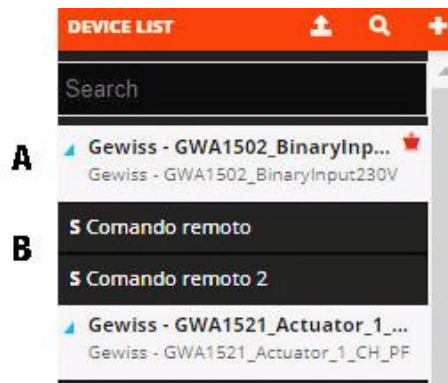 DEVICE LIST
Search
A
Gewiss - GWA1502_BinaryInp...
Gewiss - GWA1502_BinaryInput230V
B
S Comando remoto
S Comando remoto 2
Gewiss - GWA1521_Actuator_1_...
Gewiss - GWA1521_Actuator_1_CH_PF